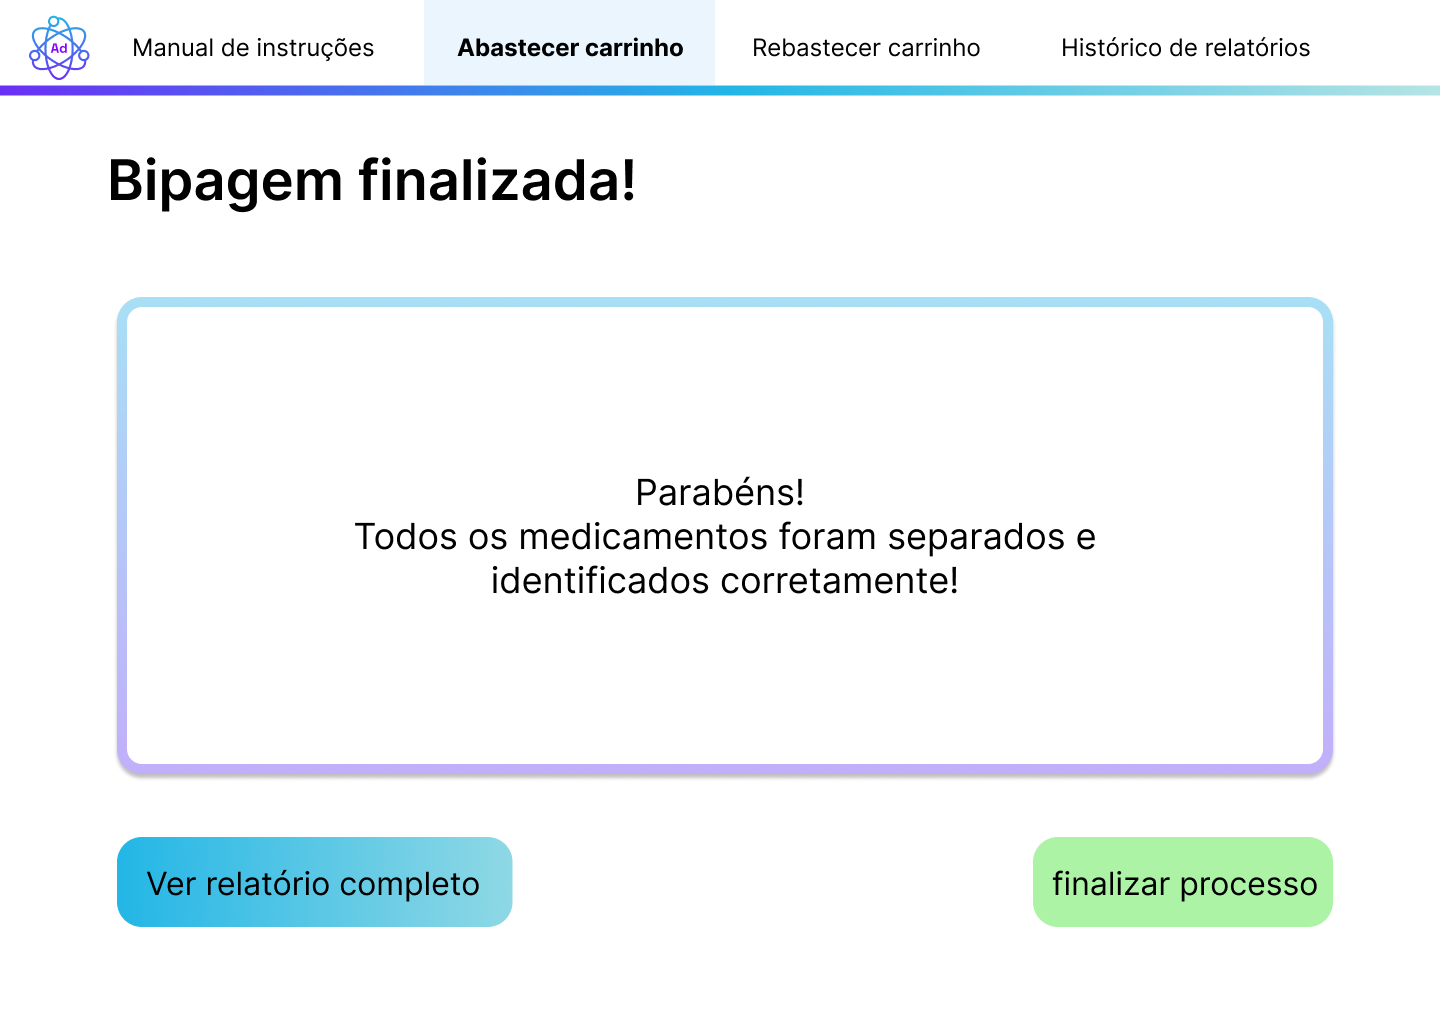 Ad
Manual de instruções
Abastecer carrinho
Rebastecer carrinho
Histórico de relatórios
Bipagem finalizada!
Parabéns!
Todos os medicamentos foram separados e
identificados corretamente!
Ver relatório completo
finalizar processo